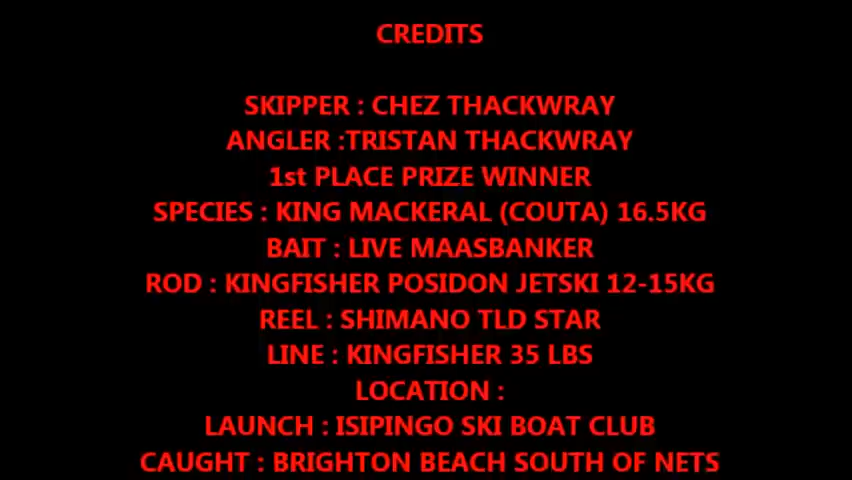 CREDITS
SKIPPER : CHEZ THACKWRAY
ANGLER :TRISTAN THACKWRAY
1st PLACE PRIZE WINNER
SPECIES : KING MACKERAL (COUTA) 16.5KG
BAIT : LIVE MAASBANKER
ROD : KINGFISHER POSIDON JETSKI 12-15KG
REEL : SHIMANO TLD STAR
LINE : KINGFISHER 35 LBS
LOCATION :
LAUNCH : ISIPINGO SKI BOAT CLUB
CAUGHT : BRIGHTON BEACH SOUTH OF NETS